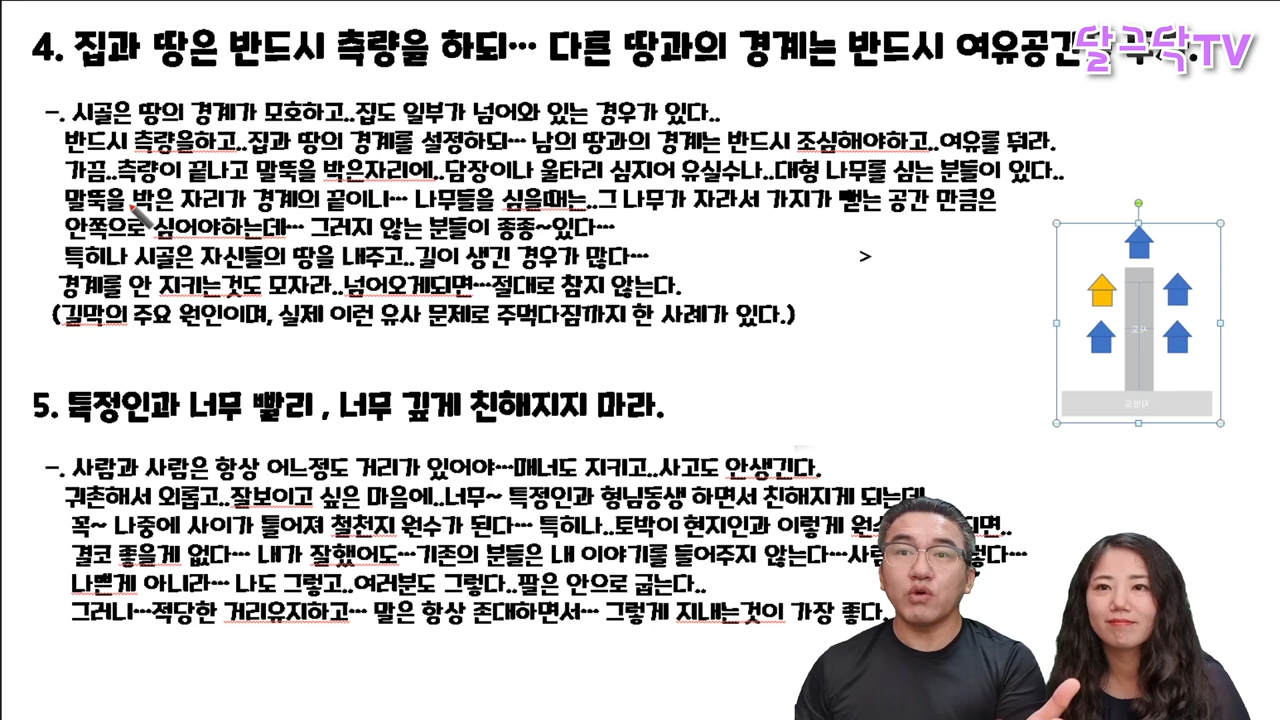 4. 집과 땅은 반드시 측량을 하되… 다른 땅과의 경계는 반드시 여유공간
달구닥TV
-. 시골은 땅의 경계가 모호하고..집도 일부가 넘어와 있는 경우가 있다..
반드시 측량을하고..집과 땅의 경계를 설정하되… 남의 땅과의 경계는 반드시 조심해야하고..여유를 둬라.
가끔..측량이 끝나고 말뚝을 박은자리에..담장이나 울타리 심지어 유실수나..대형 나무를 심는 분들이 있다..
말뚝을 박은 자리가 경계의 끝이니… 나무들을 심을때는..그 나무가 자라서 가지가 뻗는 공간 만큼은
안쪽으로 심어야하는데… 그러지 않는 분들이 종종~있다…
특히나 시골은 자신들의 땅을 내주고..길이 생긴 경우가 많다…
>
경계를 안 지키는것도 모자라..넘어오게되면…절대로 참지 않는다.
(길막의 주요 원인이며, 실제 이런 유사 문제로 주먹다짐까지 한 사례가 있다.)
사도
지방도
5. 특정인과 너무 빨리 , 너무 깊게 친해지지 마라.
-. 사람과 사람은 항상 어느정도 거리가 있어야…매너도 지키고..사고도 안생긴다.
귀촌해서 외롭고..잘보이고 싶은 마음에..너무~ 특정인과 형님동생 하면서 친해지게 되는데
꼭~ 나중에 사이가 틀어져 철천지 원수가 된다… 특히나..토박이 현지인과 이렇게 되면..
결코 좋을게 없다… 내가 잘했어도…기존의 분들은 내 이야기를 들어주지 않는다…
나쁜게 아니라… 나도 그렇고..여러분도 그렇다..팔은 안으로 굽는다..
그러니…적당한 거리유지하고… 말은 항상 존대하면서… 그렇게 지내는것이 가장 좋다.